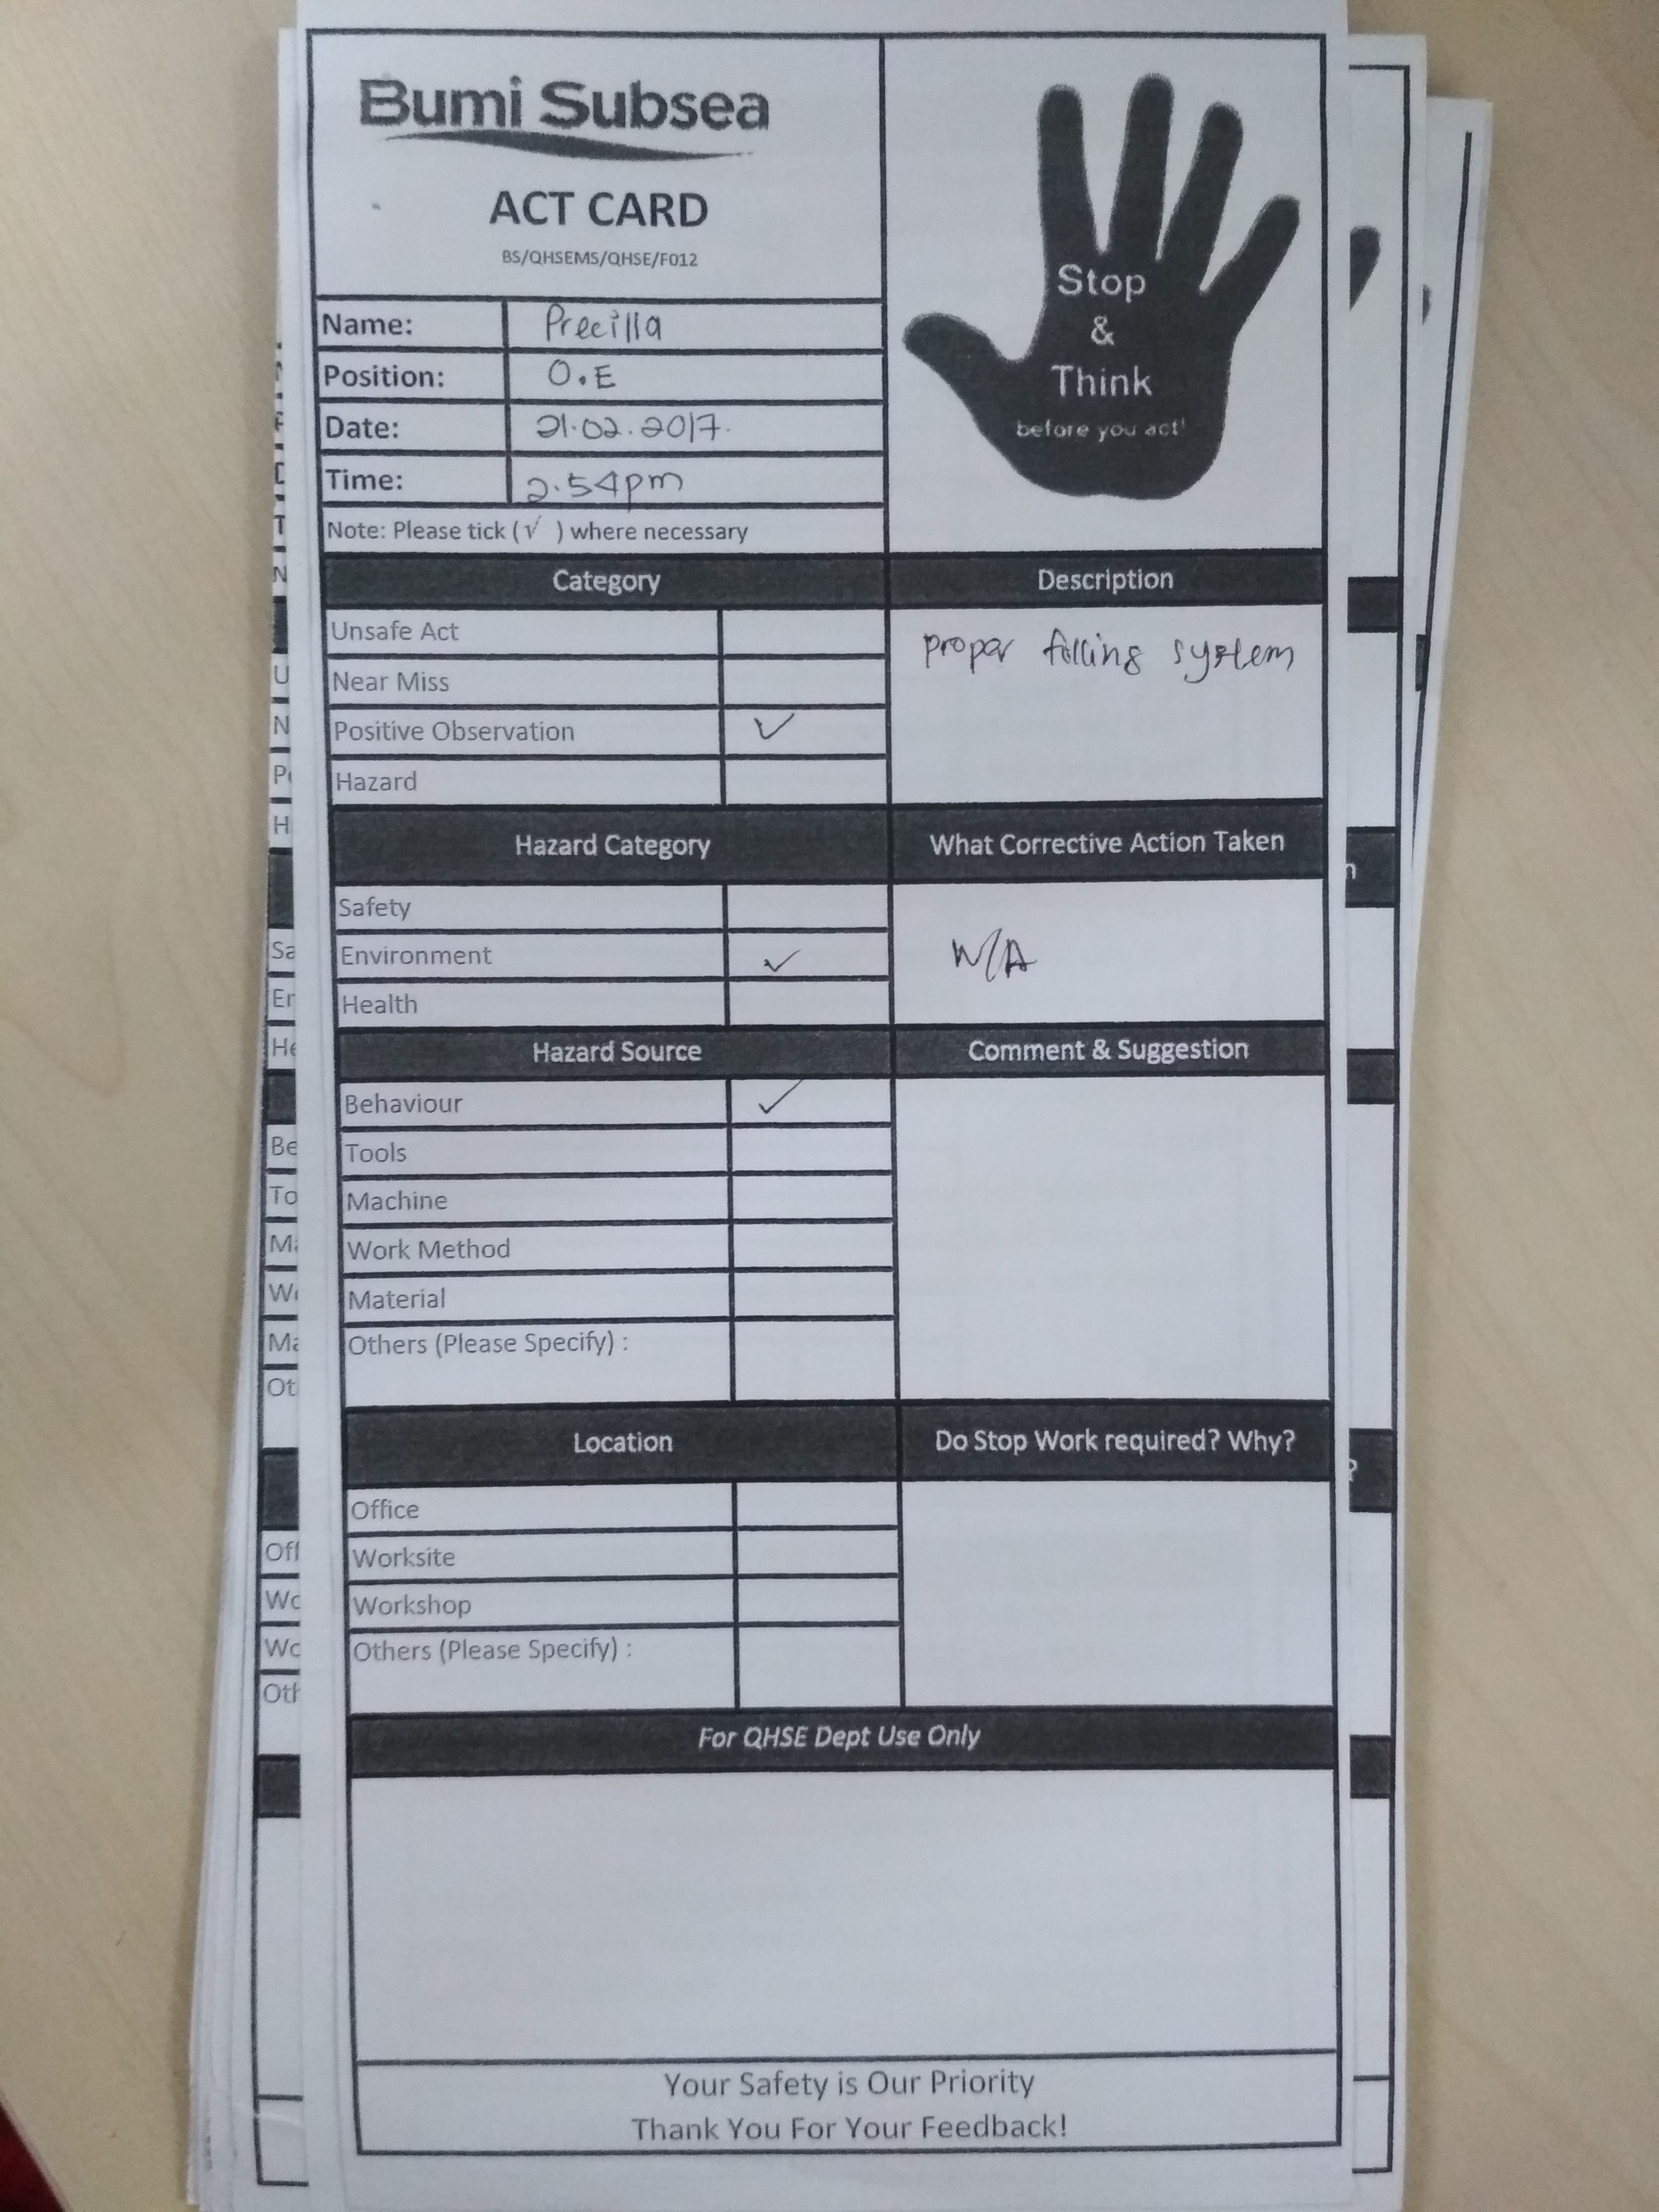 Bumi Subsea
ACT CARD
BS/QHSEMS/QHSE/F012
Stop
&
Think
before you act!
Name: Precilla
Position: O.E
Date: 21.02.2017.
Time: 2.54pm
Note: Please tick (√ ) where necessary
Category Description
Unsafe Act
Near Miss
Positive Observation ✓
Hazard
proper filling system
Hazard Category What Corrective Action Taken
Safety
Environment ✓
Health
N/A
Hazard Source Comment & Suggestion
Behaviour ✓
Tools
Machine
Work Method
Material
Others (Please Specify) :
Location Do Stop Work required? Why?
Office
Worksite
Workshop
Others (Please Specify) :
For QHSE Dept Use Only
Your Safety is Our Priority
Thank You For Your Feedback!